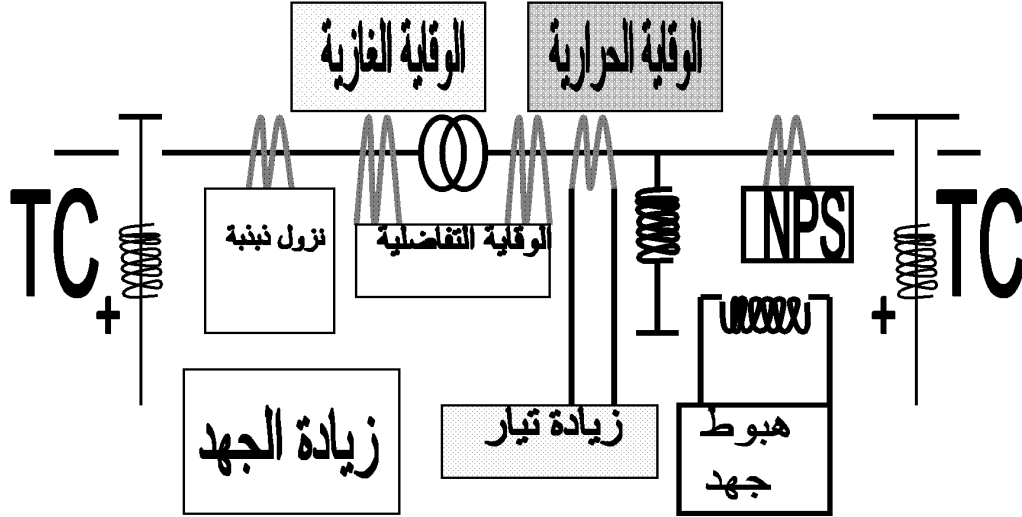 الوقاية الغازية
الوقاية الحرارية
TC
نزول ذبذبة
الوقاية التفاضلية
NPS
TC
+
+
زيادة الجهد
زيادة تيار
هبوط
جهد